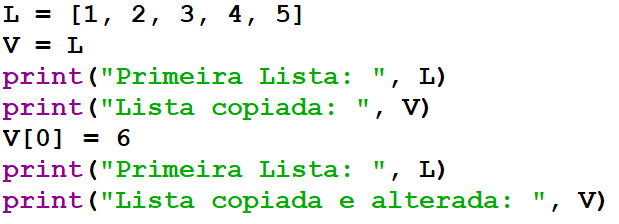 L = [1, 2, 3, 4, 5]
V = L
print("Primeira Lista: ", L)
print("Lista copiada: ", V)
V[0] = 6
print("Primeira Lista: ", L)
print("Lista copiada e alterada: ", V)